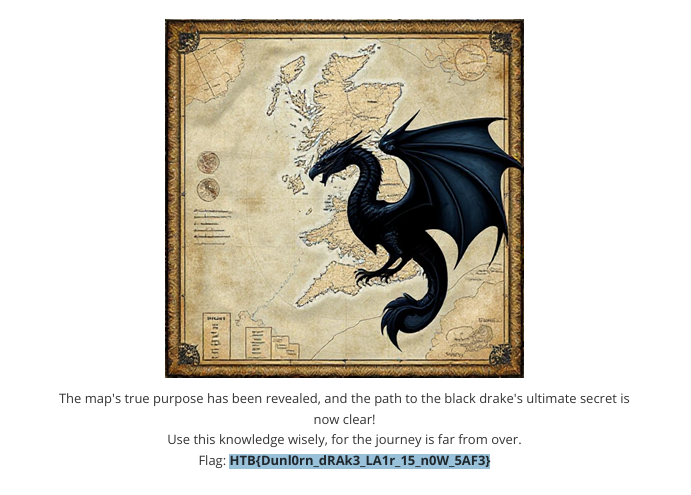 The map's true purpose has been revealed, and the path to the black drake's ultimate secret is
now clear!
Use this knowledge wisely, for the journey is far from over.
Flag: HTB{Dunl0rn_dRAk3_LA1r_15_n0W_5AF3}